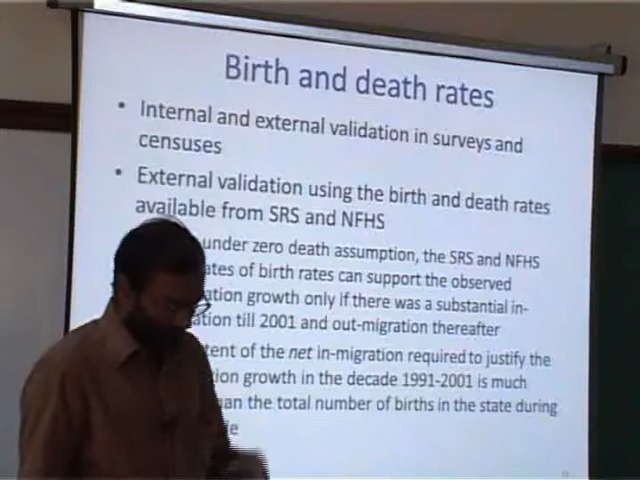 Birth and death rates
• Internal and external validation in surveys and
censuses
• External validation using the birth and death rates
available from SRS and NFHS
under zero death assumption, the SRS and NFHS
ates of birth rates can support the observed
ation growth only if there was a substantial in-
ation till 2001 and out-migration thereafter
tent of the net in-migration required to justify the
ion growth in the decade 1991-2001 is much
an the total number of births in the state during
e